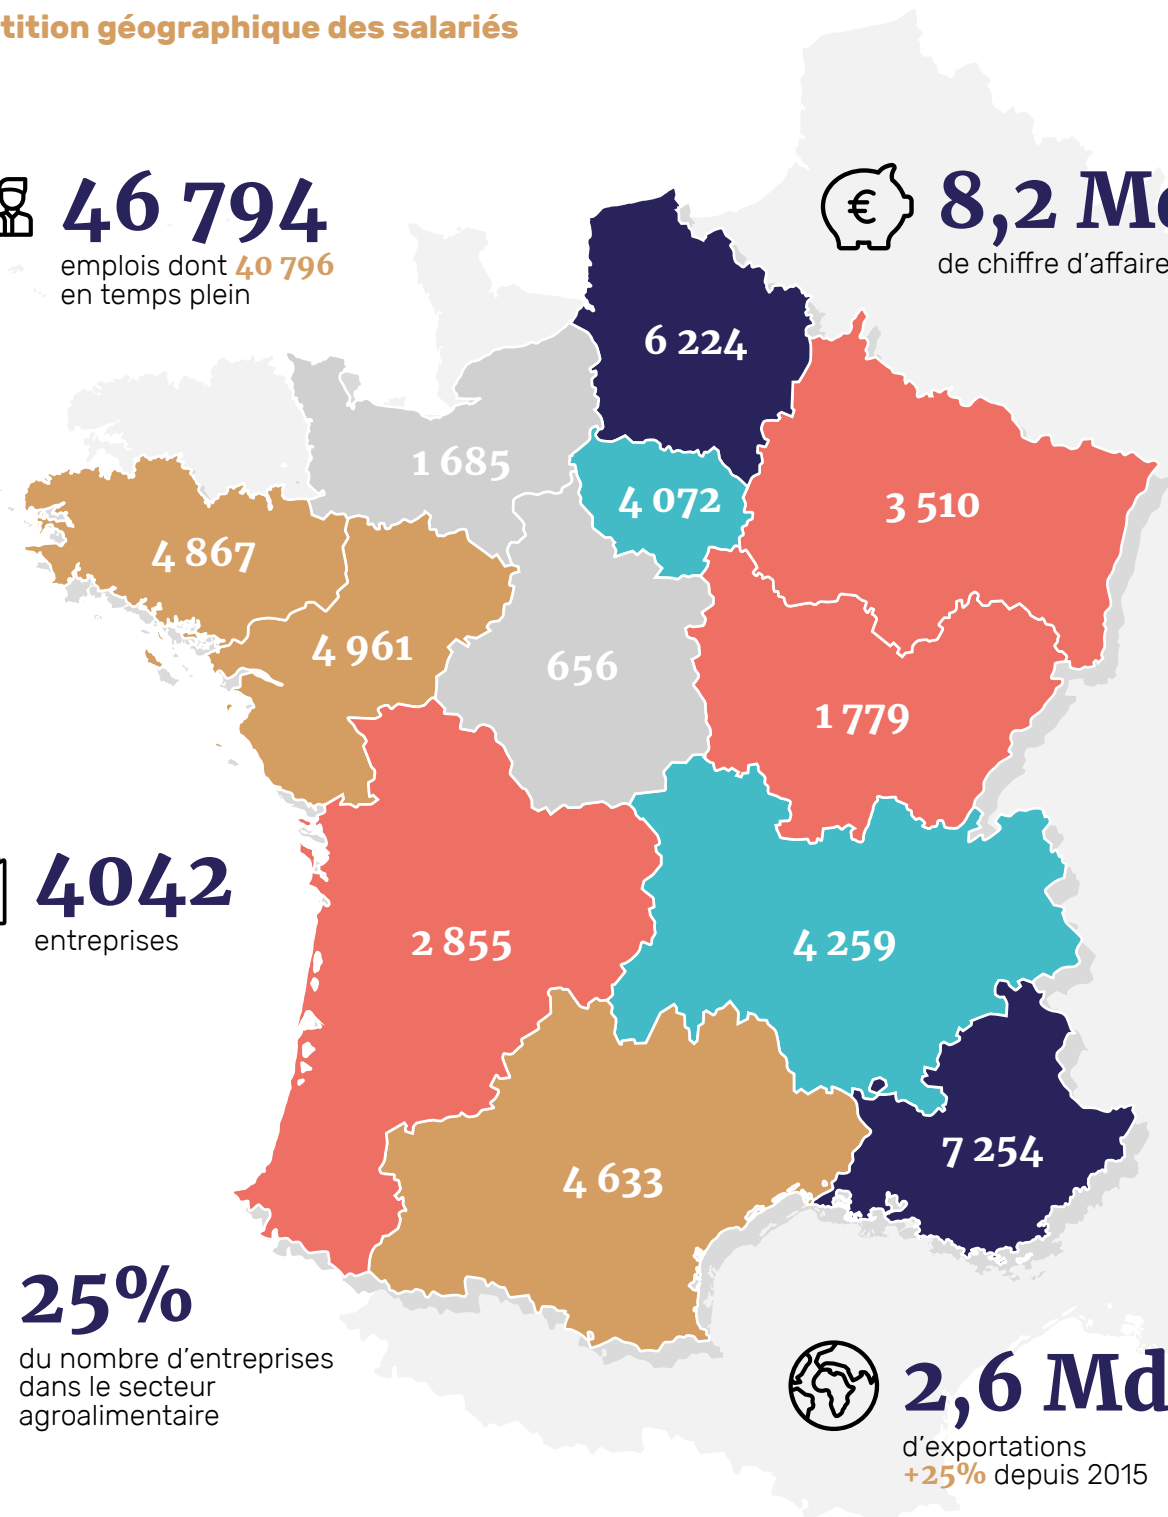 tition géographique des salariés
46 794
emplois dont 40 796
en temps plein
8,2 M
de chiffre d'affaire
6 224
1 685
4 072
3 510
4 867
4 961
656
1 779
4042
entreprises
2 855
4 259
7 254
4 633
25%
du nombre d'entreprises
dans le secteur
agroalimentaire
2,6 Md
d'exportations
+25% depuis 2015